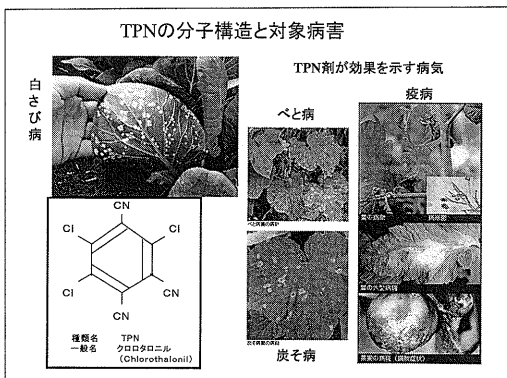 TPNの分子構造と対象病害
TPN剤が効果を示す病気
白さび病
べと病
疫病
炭そ病
CN
Cl
Cl
Cl
CN
CN
種類名 TPN
一般名 クロロタロニル
(Chlorothalonil)